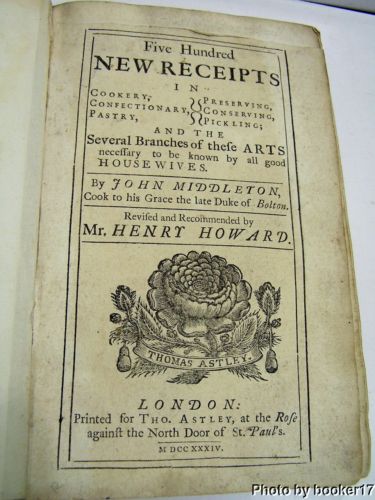 Five Hundred
NEW RECEIPTS
IN
COOKERY, PRESERVING,
CONFECTIONARY, CONSERVING,
PASTRY, PICKLING;
AND THE
Several Branches of theſe ARTS
neceſſary to be known by all good
HOUSEWIVES.
By JOHN MIDDLETON,
Cook to his Grace the late Duke of Bolton.
Reviſed and Recommended by
Mr. HENRY HOWARD.
THOMAS ASTLEY.
LONDON:
Printed for THO. ASTLEY, at the Roſe
againſt the North Door of St. Paul's.
M DCC XXXIV.
Photo by booker17